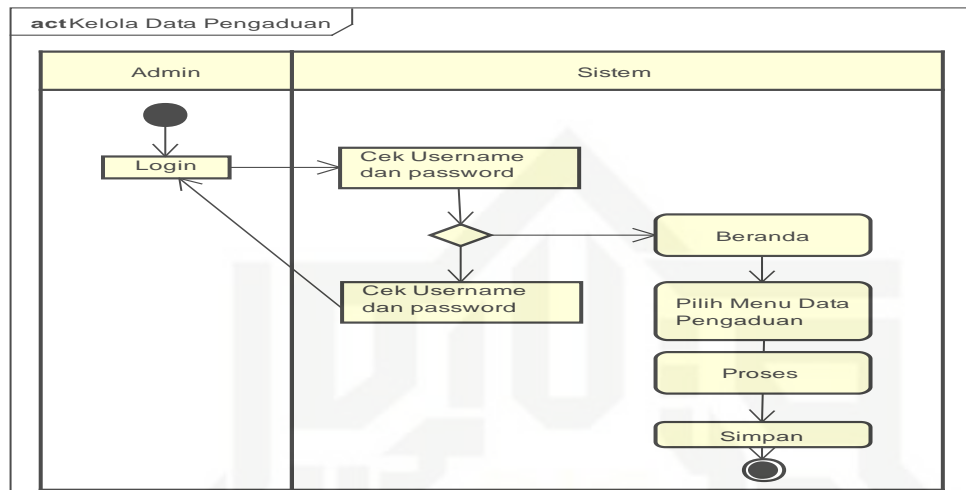 act Kelola Data Pengaduan
Admin
Sistem
Login
Cek Username
dan password
Beranda
Cek Username
dan password
Pilih Menu Data
Pengaduan
Proses
Simpan